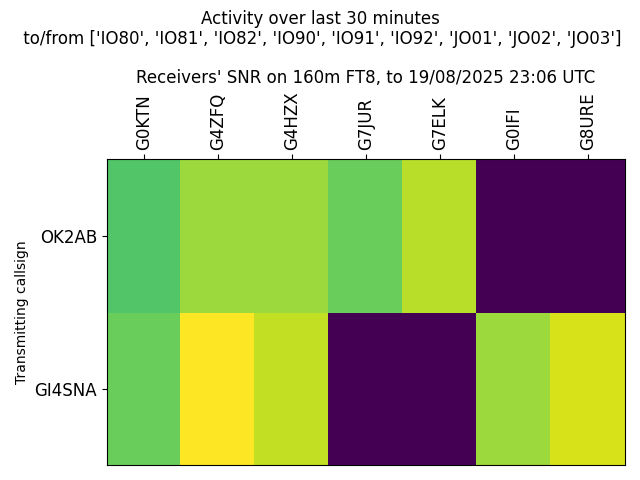 Activity over last 30 minutes
to/from ['IO80', 'IO81', 'IO82', 'IO90', 'IO91', 'IO92', 'JO01', 'JO02', 'JO03']
Receivers' SNR on 160m FT8, to 19/08/2025 23:06 UTC
G0KTN
G4ZFQ
G4HZX
G7JUR
G7ELK
G0IFI
G8URE
Transmitting callsign
OK2AB
GI4SNA